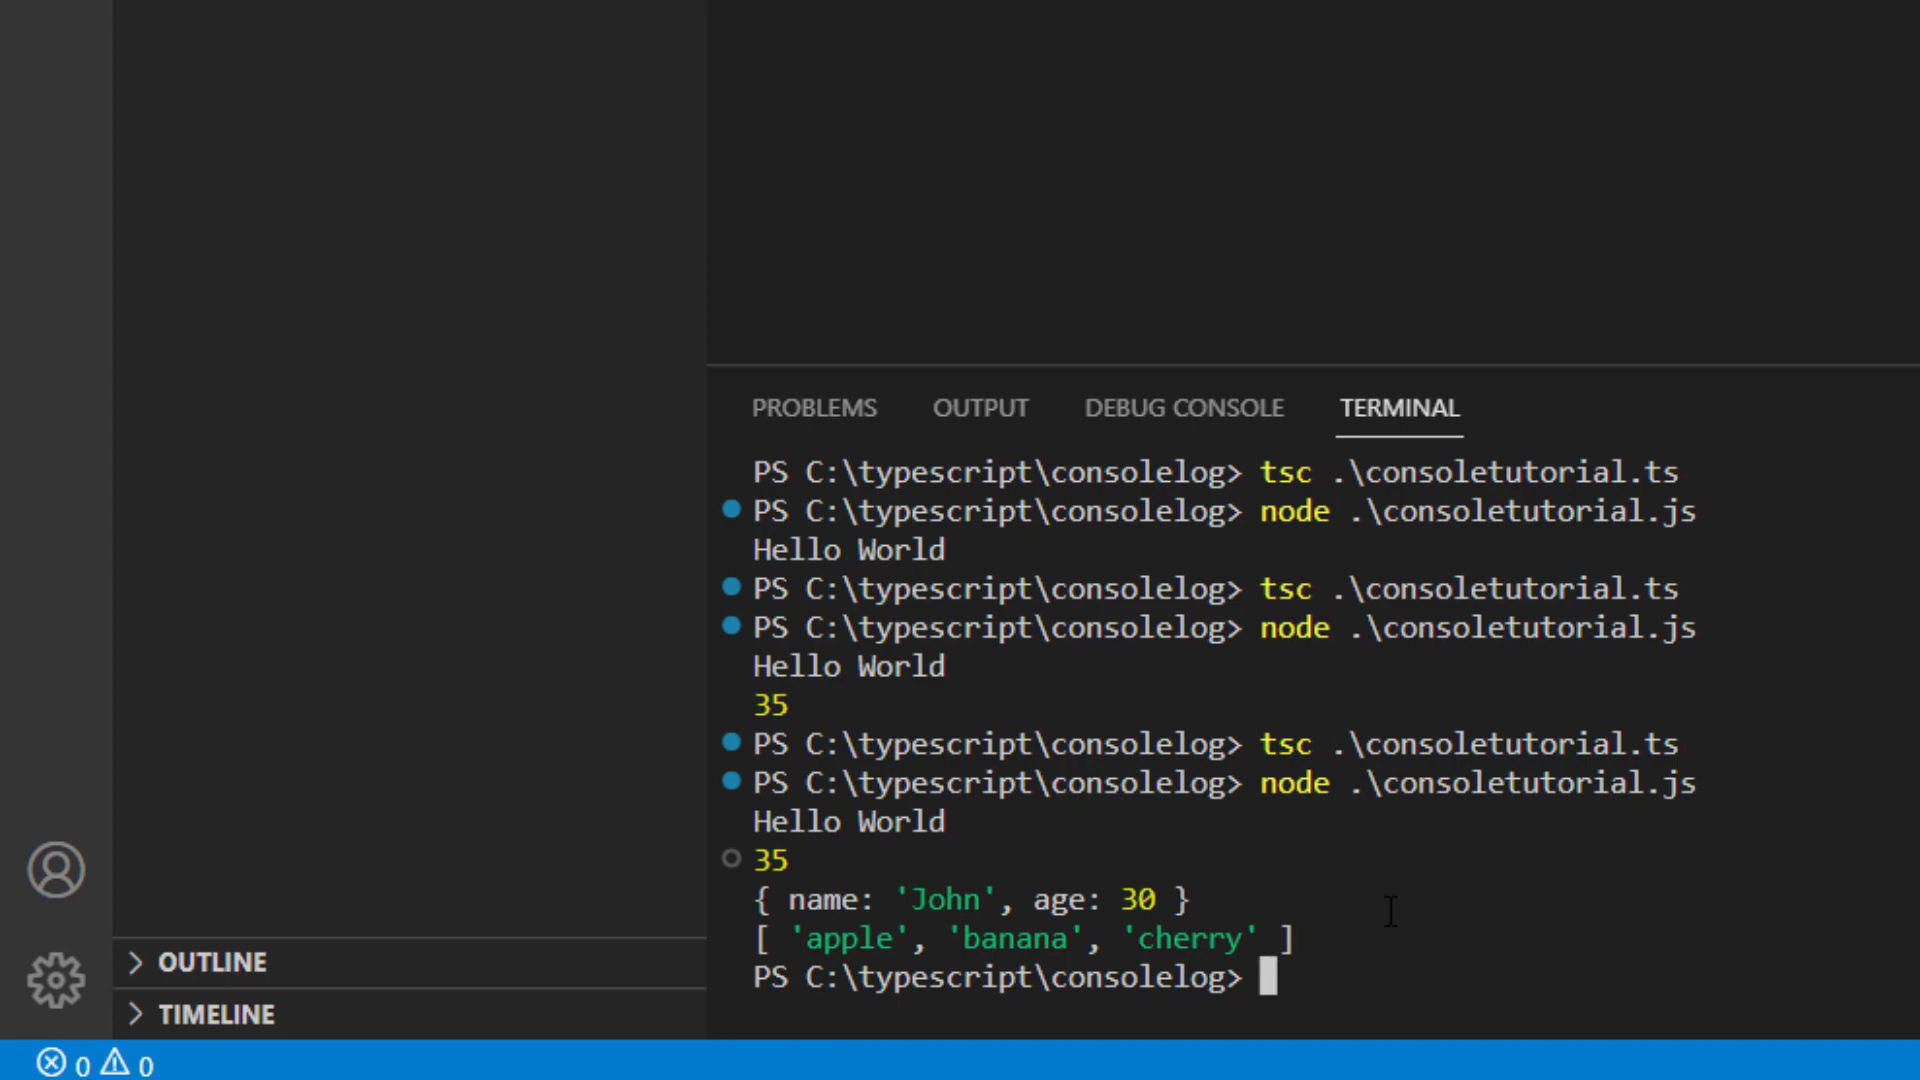 PROBLEMS OUTPUT DEBUG CONSOLE TERMINAL
PS C:\typescript\consolelog> tsc .\consoletutorial.ts
PS C:\typescript\consolelog> node .\consoletutorial.js
Hello World
PS C:\typescript\consolelog> tsc .\consoletutorial.ts
PS C:\typescript\consolelog> node .\consoletutorial.js
Hello World
35
PS C:\typescript\consolelog> tsc .\consoletutorial.ts
PS C:\typescript\consolelog> node .\consoletutorial.js
Hello World
35
{ name: 'John', age: 30 }
[ 'apple', 'banana', 'cherry' ]
PS C:\typescript\consolelog>
OUTLINE
TIMELINE
0 0